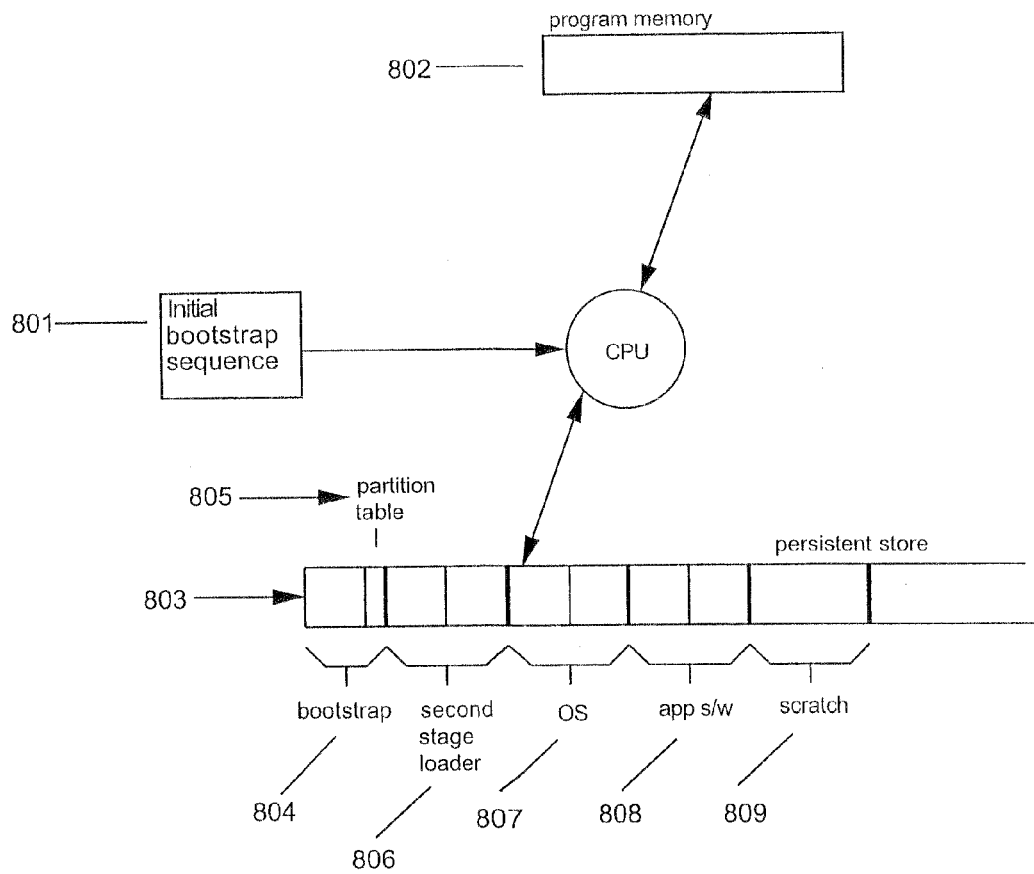 program memory
802
801
Initial
bootstrap
sequence
CPU
805
partition
table
persistent store
803
bootstrap
second
stage
loader
OS
app s/w
scratch
804
806
807
808
809